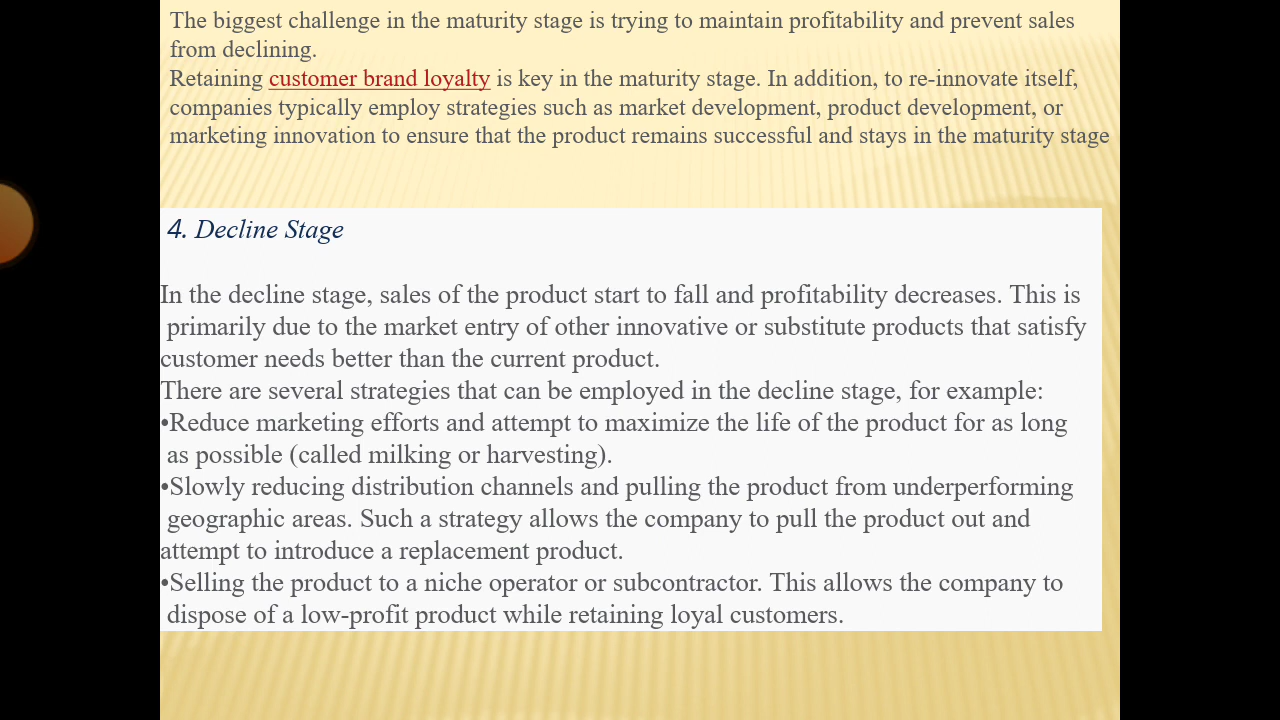 The biggest challenge in the maturity stage is trying to maintain profitability and prevent sales
from declining.
Retaining customer brand loyalty is key in the maturity stage. In addition, to re-innovate itself,
companies typically employ strategies such as market development, product development, or
marketing innovation to ensure that the product remains successful and stays in the maturity stage
4. Decline Stage
In the decline stage, sales of the product start to fall and profitability decreases. This is
primarily due to the market entry of other innovative or substitute products that satisfy
customer needs better than the current product.
There are several strategies that can be employed in the decline stage, for example:
•Reduce marketing efforts and attempt to maximize the life of the product for as long
as possible (called milking or harvesting).
•Slowly reducing distribution channels and pulling the product from underperforming
geographic areas. Such a strategy allows the company to pull the product out and
attempt to introduce a replacement product.
•Selling the product to a niche operator or subcontractor. This allows the company to
dispose of a low-profit product while retaining loyal customers.